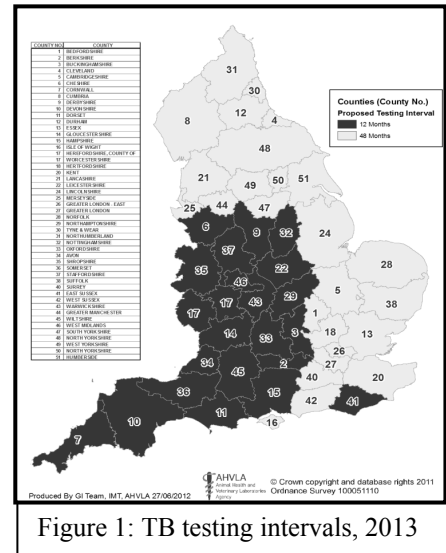 COUNTY NO. COUNTY
1 BEDFORDSHIRE
2 BERKSHIRE
3 BUCKINGHAMSHIRE
4 CLEVELAND
5 CAMBRIDGESHIRE
6 CHESHIRE
7 CORNWALL
8 CUMBRIA
9 DERBYSHIRE
10 DEVONSHIRE
11 DORSET
12 DURHAM
13 ESSEX
14 GLOUCESTERSHIRE
15 HAMPSHIRE
16 ISLE OF WIGHT
17 HEREFORDSHIRE, COUNTY OF
17 WORCESTERSHIRE
18 HERTFORDSHIRE
20 KENT
21 LANCASHIRE
22 LEICESTERSHIRE
24 LINCOLNSHIRE
25 MERSEYSIDE
26 GREATER LONDON - EAST
27 GREATER LONDON
28 NORFOLK
29 NORTHAMPTONSHIRE
30 TYNE & WEAR
31 NORTHUMBERLAND
32 NOTTINGHAMSHIRE
33 OXFORDSHIRE
34 AVON
35 SHROPSHIRE
36 SOMERSET
37 STAFFORDSHIRE
38 SUFFOLK
40 SURREY
41 EAST SUSSEX
42 WEST SUSSEX
43 WARWICKSHIRE
44 GREATER MANCHESTER
45 WILTSHIRE
46 WEST MIDLANDS
47 SOUTH YORKSHIRE
48 NORTH YORKSHIRE
49 WEST YORKSHIRE
50 NORTH YORKSHIRE
51 HUMBERSIDE
Counties (County No.)
Proposed Testing Interval
12 Months
48 Months
31
30
12
4
8
48
21
49
50
51
25
44
47
6
9
32
24
37
28
35
22
46
5
38
17
17
43
29
1
14
33
3
18
13
26
27
34
45
2
40
20
36
15
42
41
11
16
10
7
AHVLA
Animal Health and
Veterinary Laboratories
Agency
© Crown copyright and database rights 2011
Ordnance Survey 100051110
Produced By GI Team, IMT, AHVLA 27/06/2012
Figure 1: TB testing intervals, 2013